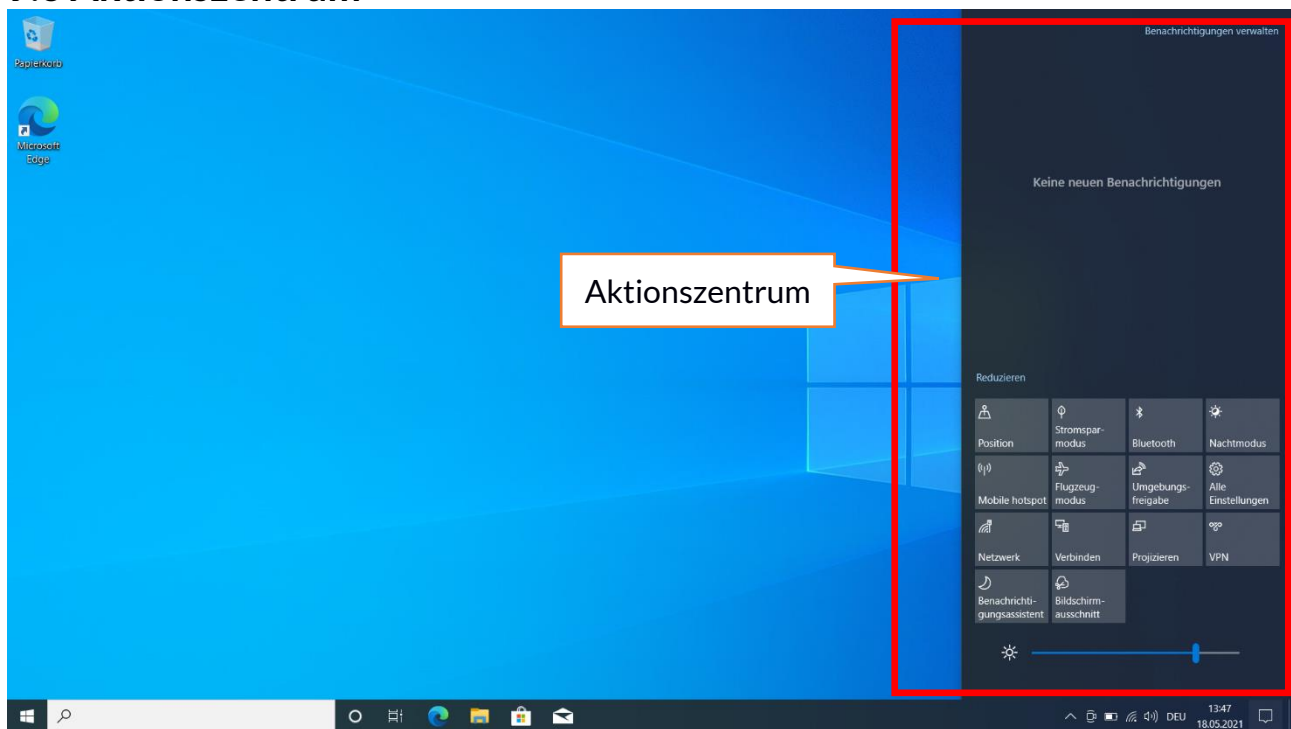 Papierkorb
Microsoft
Edge
Benachrichtigungen verwalten
Keine neuen Benachrichtigungen
Aktionszentrum
Reduzieren
Position
Stromspar-
modus
Bluetooth
Nachtmodus
Mobile hotspot
Flugzeug-
modus
Umgebungs-
freigabe
Alle
Einstellungen
Netzwerk
Verbinden
Projizieren
VPN
Benachrichti-
gungsassistent
Bildschirm-
ausschnitt
DEU
13:47
18.05.2021